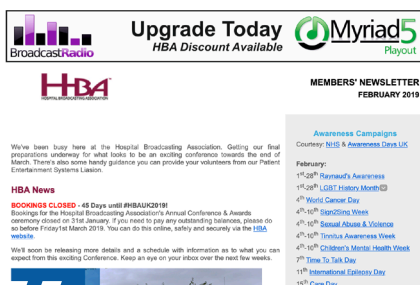 Upgrade Today
HBA Discount Available
BroadcastRadio
Myriad5
Playout
HBA
HOSPITAL BROADCASTING ASSOCIATION
MEMBERS' NEWSLETTER
FEBRUARY 2019
We've been busy here at the Hospital Broadcasting Association. Getting our final
preparations underway for what looks to be an exciting conference towards the end of
March. There's also some handy guidance you can provide your volunteers from our Patient
Entertainment Systems Liasion.
HBA News
BOOKINGS CLOSED - 45 Days until #HBAUK2019!
Bookings for the Hospital Broadcasting Association's Annual Conference & Awards
ceremony closed on 31st January. If you need to pay any outstanding balances, please do
so before Friday1st March 2019. You can do this online, safely and securely via the HBA
website.
We'll soon be releasing more details and a schedule with information as to what you can
expect from this exciting Conference. Keep an eye on your inbox over the next few weeks.
Awareness Campaigns
Courtesy: NHS & Awareness Days UK
February:
1st-28th Raynaud's Awareness
1st-28th LGBT History Month
4th World Cancer Day
4th-10th Sign2Sing Week
4th-10th Sexual Abuse & Violence
4th-10th Tinnitus Awareness Week
4th-10th Children's Mental Health Week
7th Time To Talk Day
11th International Epilepsy Day
15th Care Day